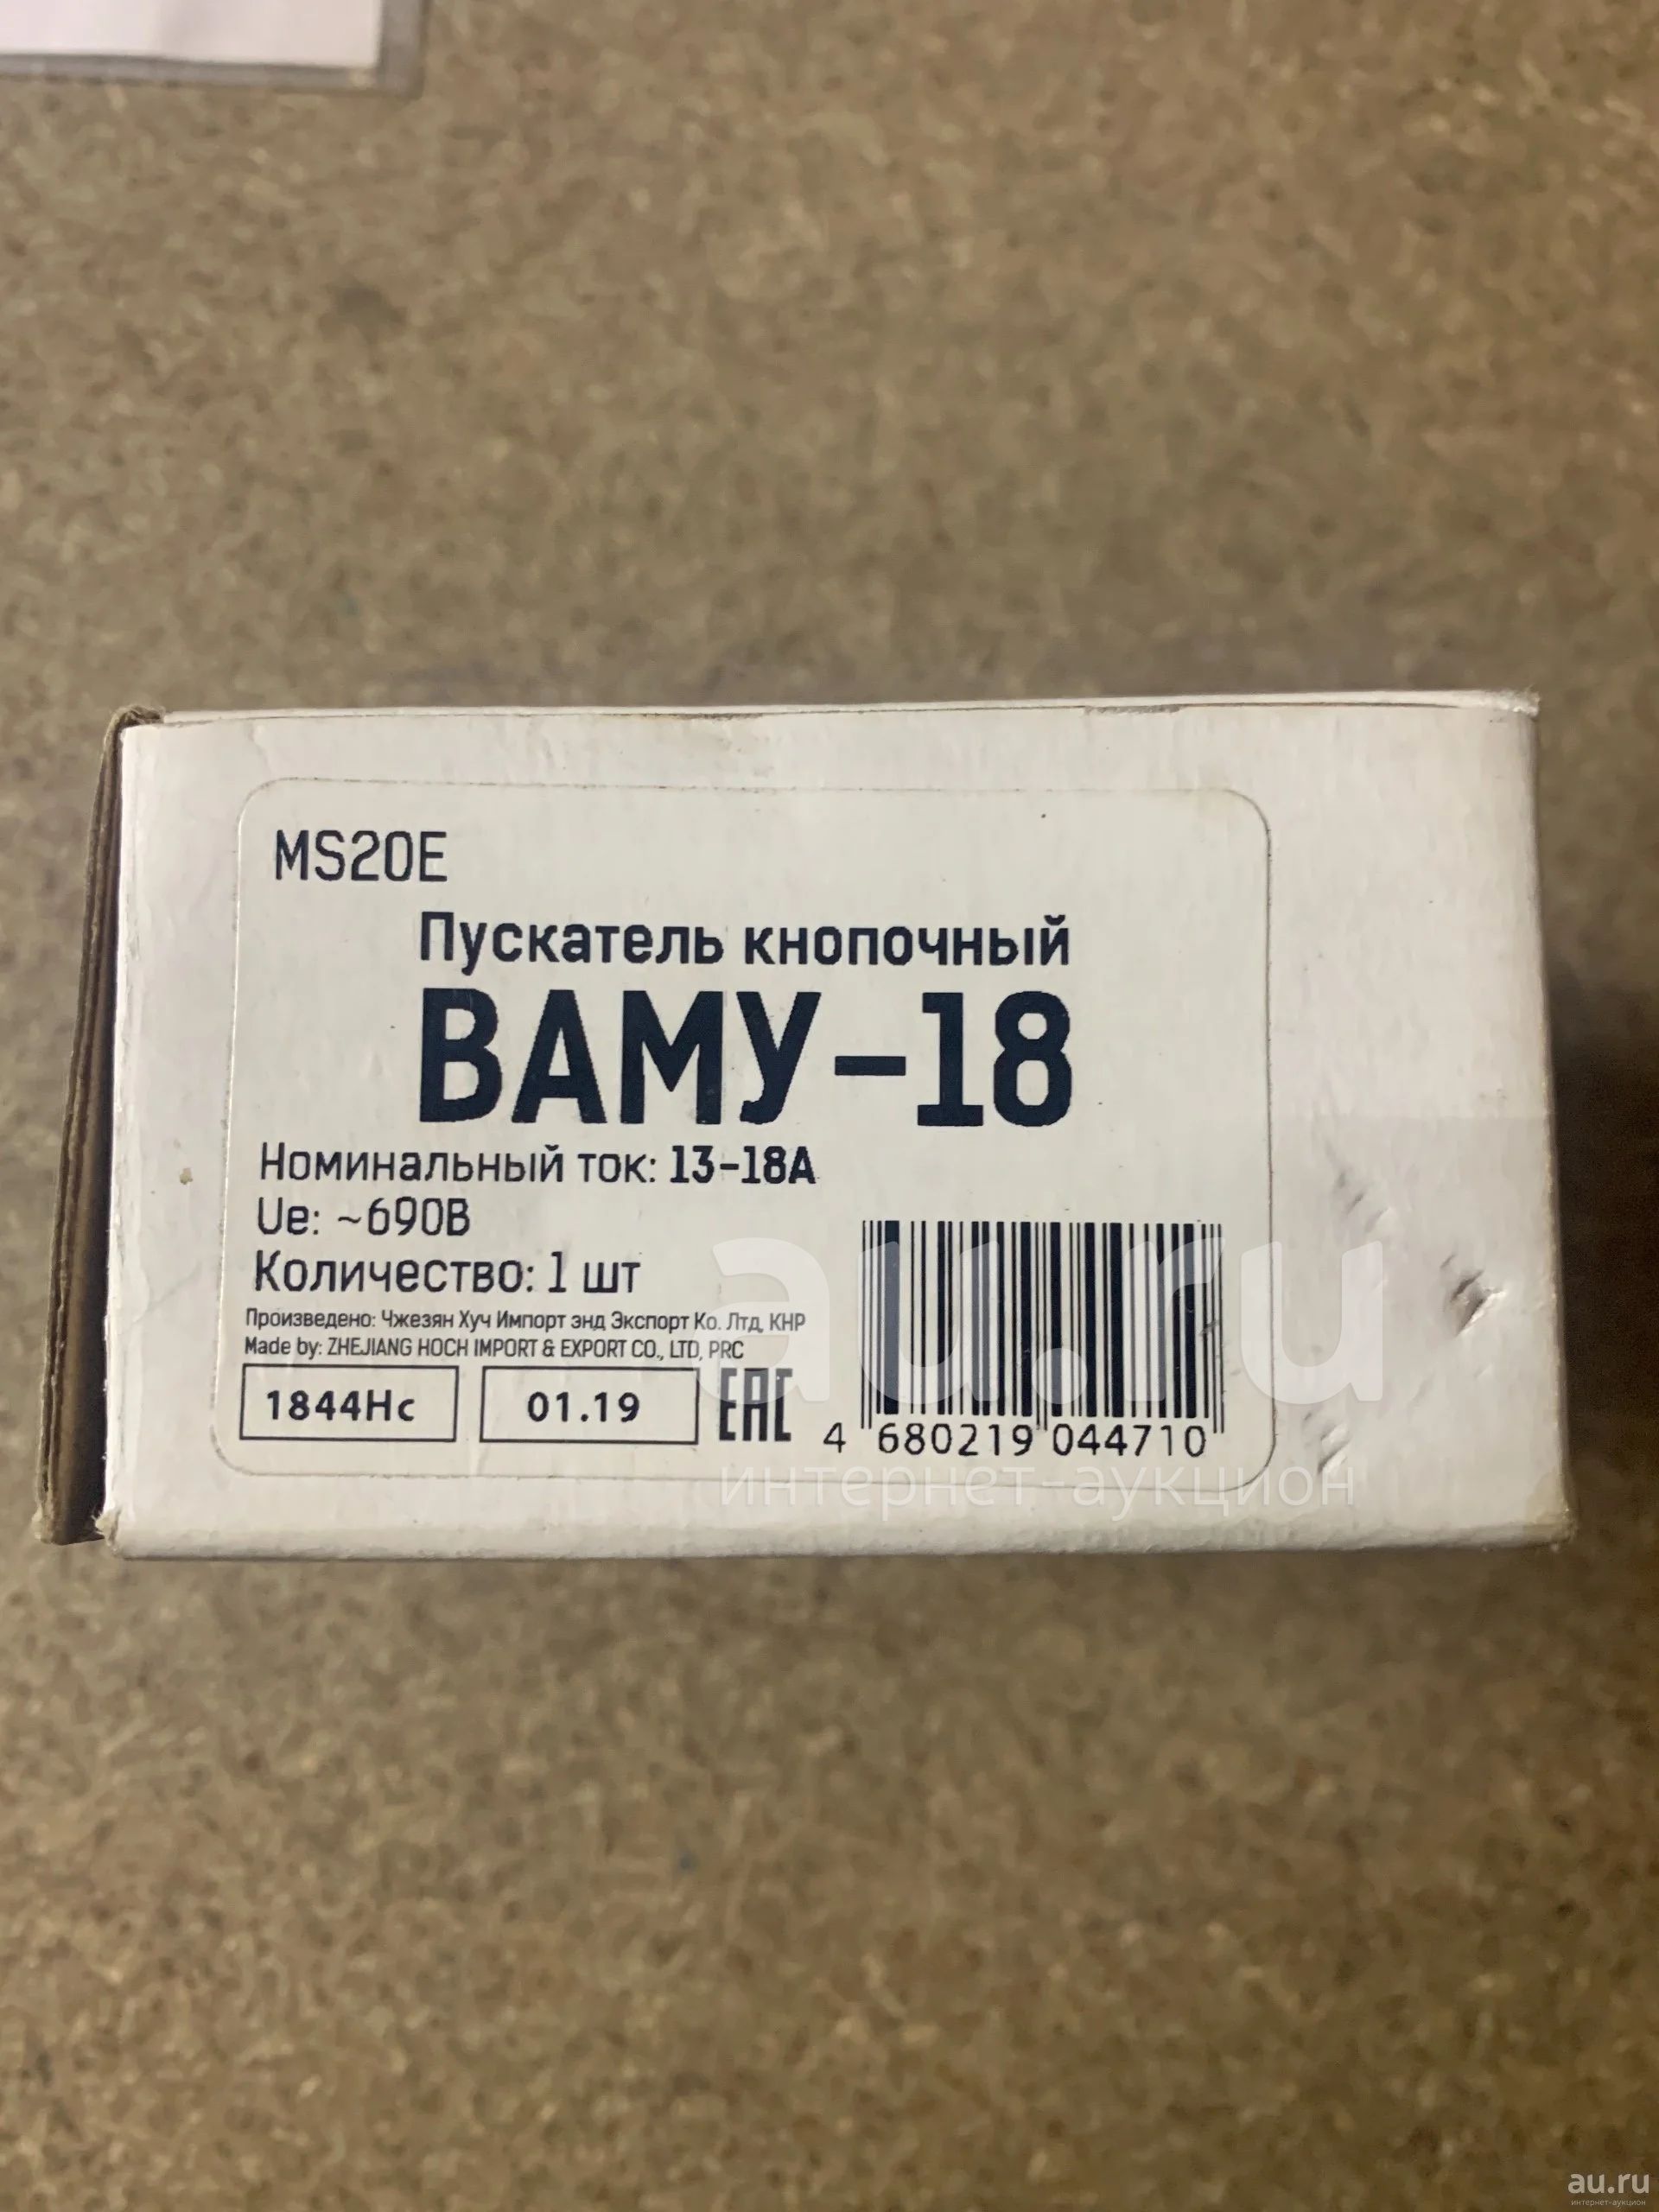 MS20E
Пускатель кнопочный
ВАМУ-18
Номинальный ток: 13-18А
Ue: ~690В
Количество: 1 шт
Произведено: Чжезян Хуч Импорт энд Экспорт Ко. Лтд, КНР
Made by: ZHEJIANG HOCH IMPORT & EXPORT CO., LTD, PRC
1844Нс 01.19 EAC 4 680219 044710
au.ru
интернет-аукцион
au.ru
интернет-аукцион